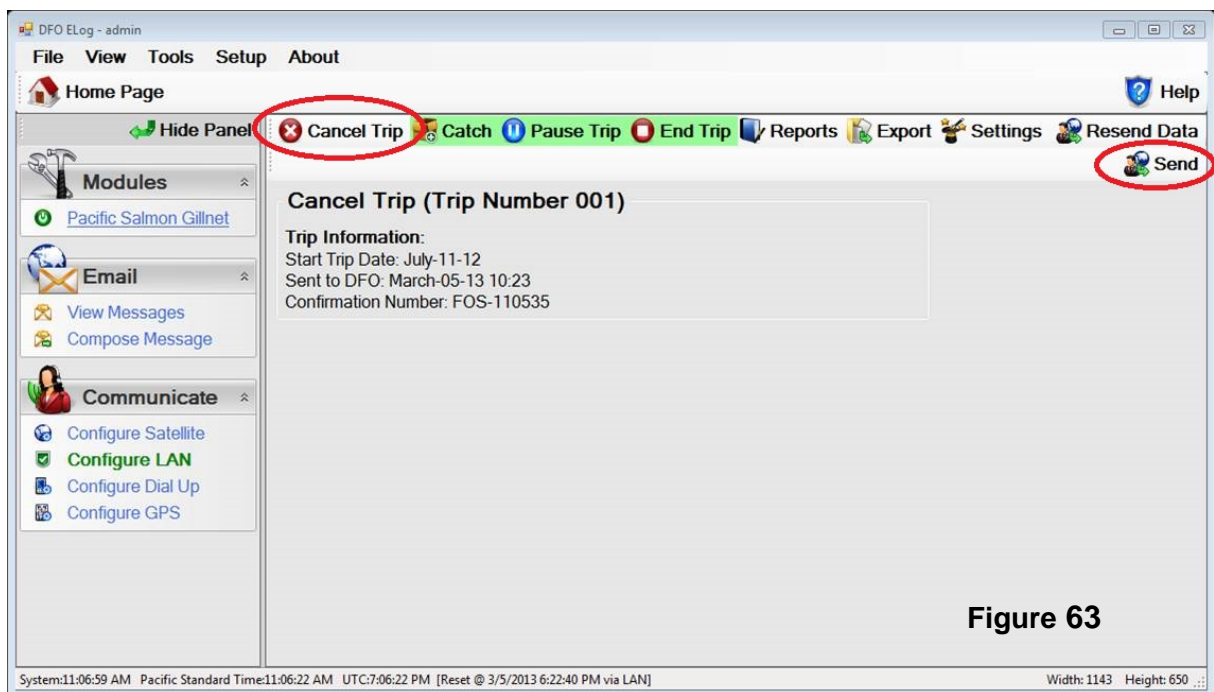 DFO ELog - admin
File View Tools Setup About
Home Page Help
Hide Panel Cancel Trip Catch Pause Trip End Trip Reports Export Settings Resend Data
Send
Modules
Pacific Salmon Gillnet
Email
View Messages
Compose Message
Communicate
Configure Satellite
Configure LAN
Configure Dial Up
Configure GPS
Cancel Trip (Trip Number 001)
Trip Information:
Start Trip Date: July-11-12
Sent to DFO: March-05-13 10:23
Confirmation Number: FOS-110535
Figure 63
System:11:06:59 AM Pacific Standard Time:11:06:22 AM UTC:7:06:22 PM [Reset @ 3/5/2013 6:22:40 PM via LAN] Width: 1143 Height: 650